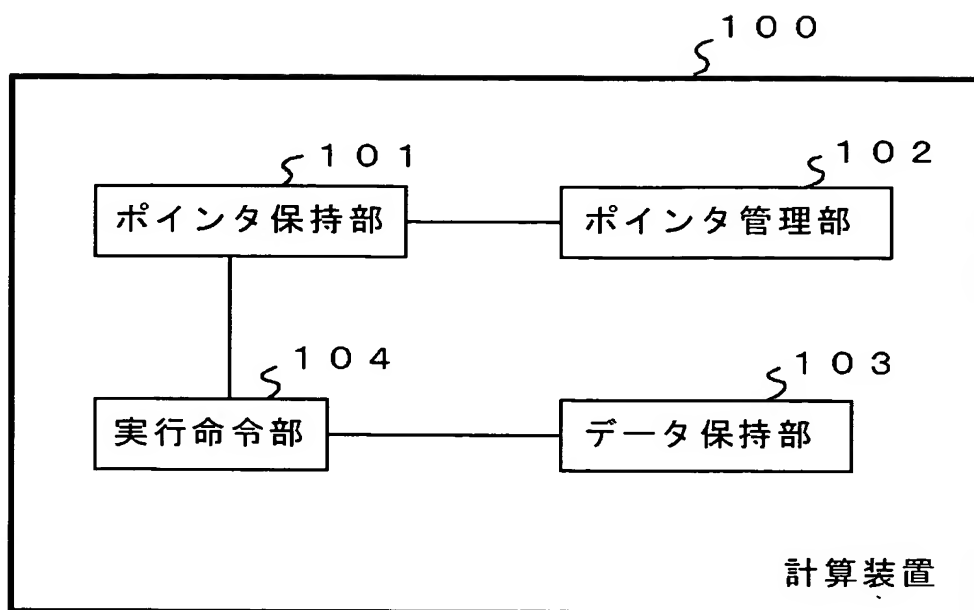 １００
１０１
１０２
ポインタ保持部
ポインタ管理部
１０４
１０３
実行命令部
データ保持部
計算装置